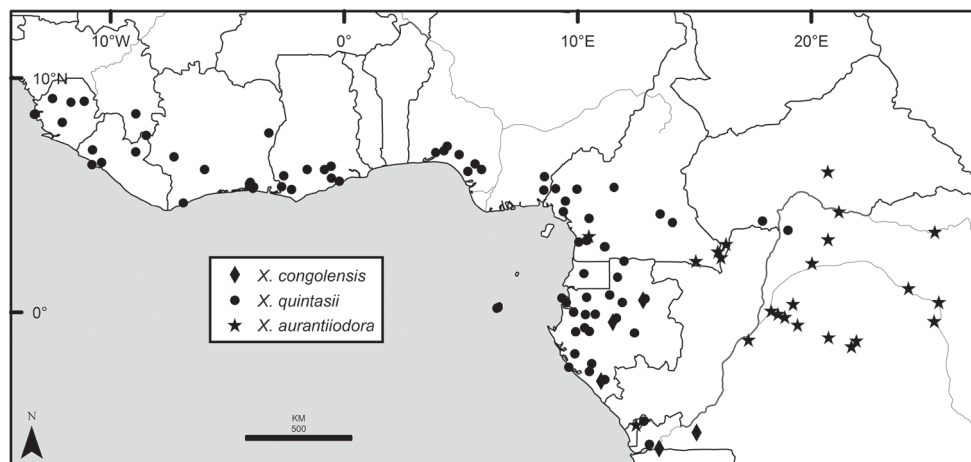 10°W 0° 10°E 20°E
10°N
X. congolensis
X. quintasii
X. aurantiiodora
0°
N
KM
500